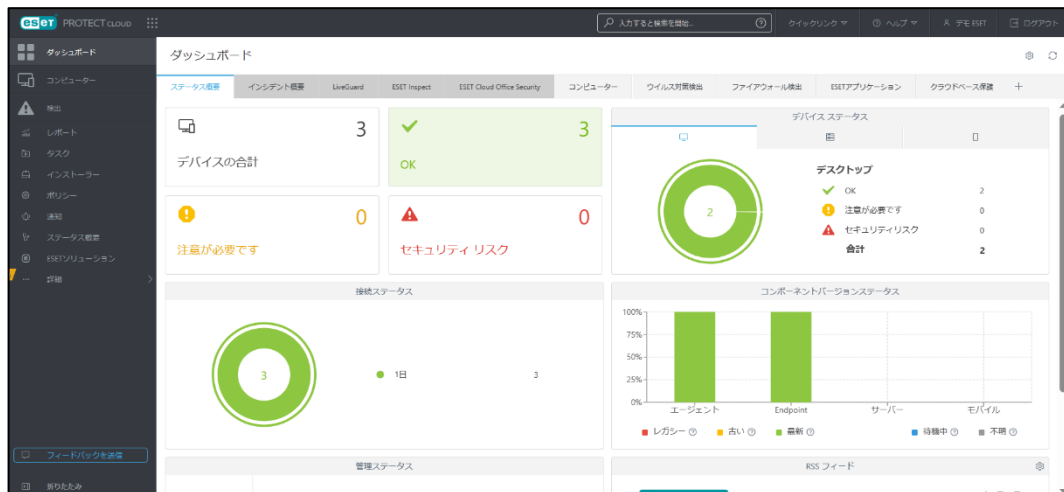 eset PROTECT CLOUD
入力すると検索を開始...
クイックリンク
ヘルプ
デモ ESET
ログアウト
ダッシュボード
コンピューター
検出
レポート
タスク
インストーラー
ポリシー
通知
ステータス概要
ESETソリューション
詳細
フィードバックを送信
折りたたみ
ダッシュボード
ステータス概要
インシデント概要
LiveGuard
ESET Inspect
ESET Cloud Office Security
コンピューター
ウイルス対策検出
ファイアウォール検出
ESETアプリケーション
クラウドベース保護
3
デバイスの合計
3
OK
0
注意が必要です
0
セキュリティ リスク
デバイス ステータス
2
デスクトップ
OK 2
注意が必要です 0
セキュリティリスク 0
合計 2
接続ステータス
3
1日 3
コンポーネントバージョンステータス
100%
75%
50%
25%
0%
エージェント Endpoint サーバー モバイル
レガシー 古い 最新 待機中 不明
管理ステータス
RSS フィード